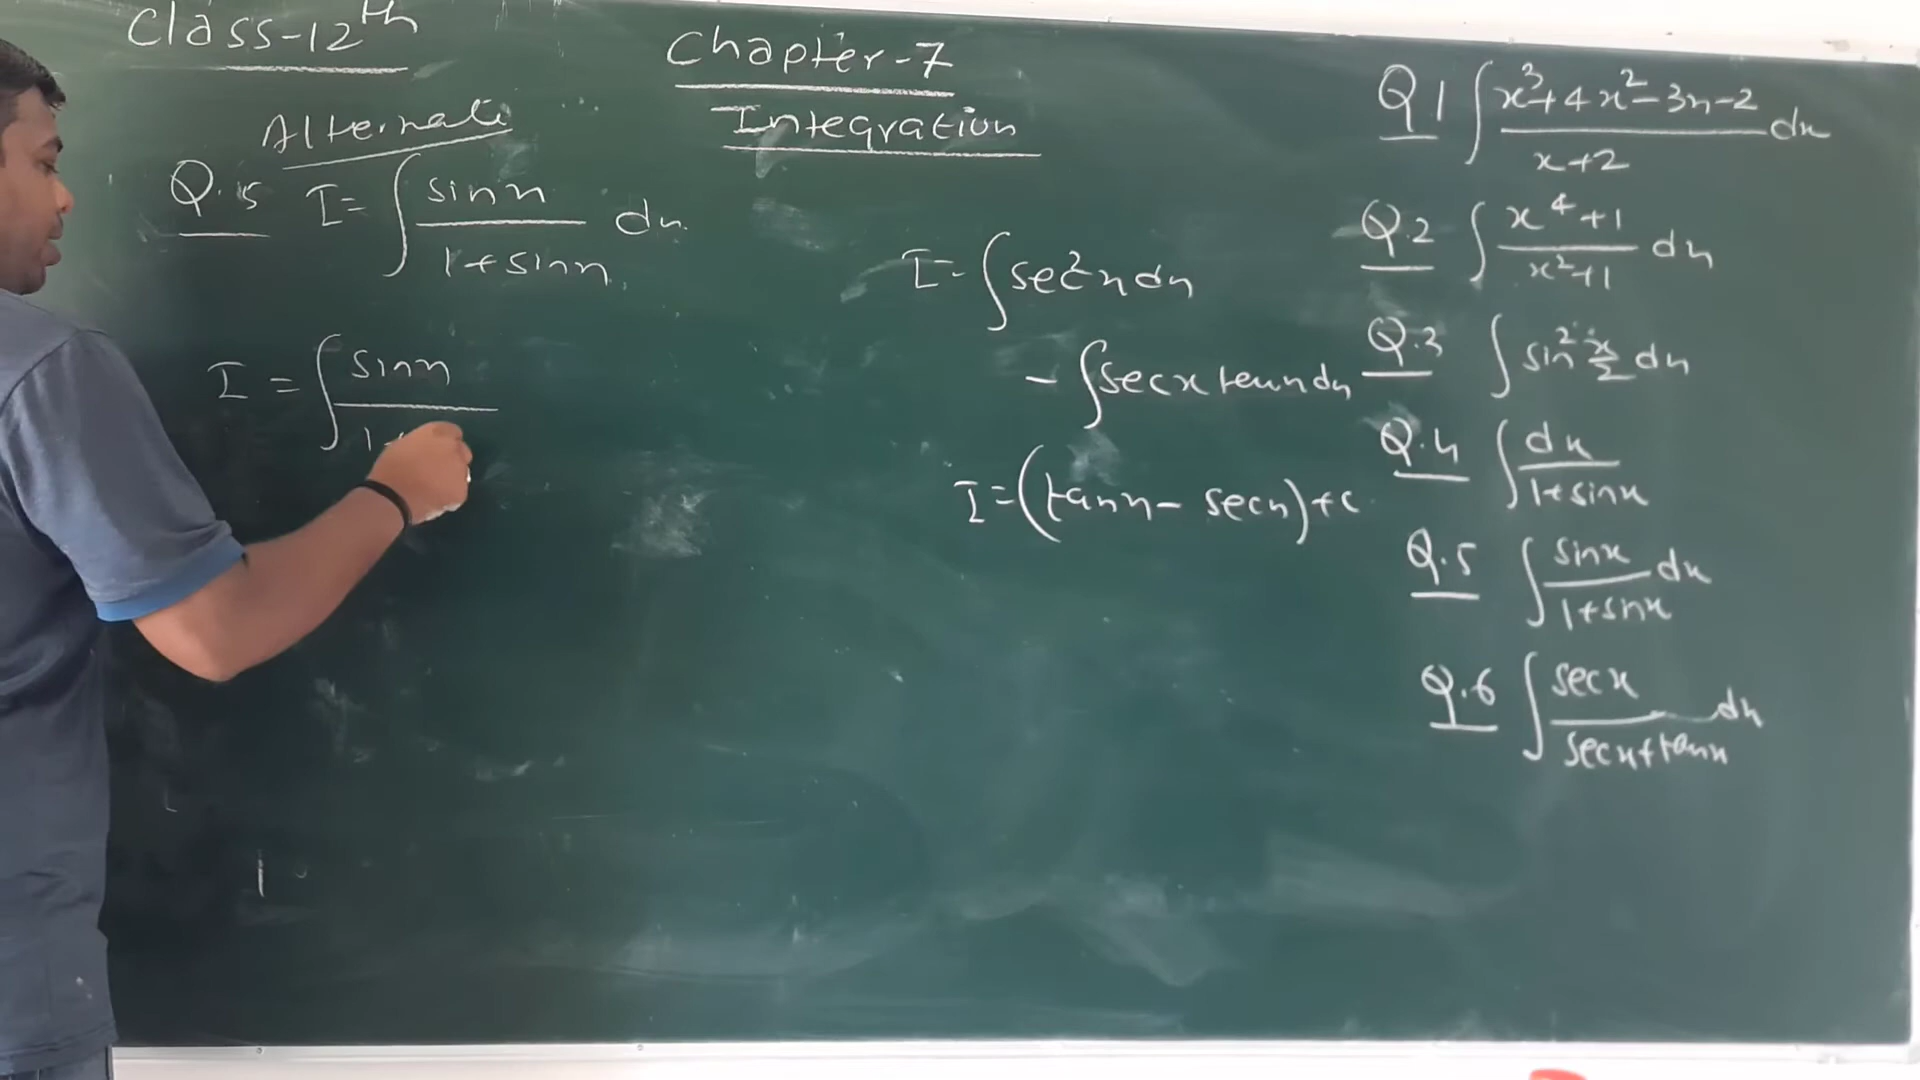 Class-12th
Chapter-7
Integration
Alternate
Q.5 I = ∫ sinx / 1+sinx dx.
I = ∫ sinx / 1+
I = ∫sec²x dx
- ∫secx tanx dx
I = (tanx - secx)+c
Q1 ∫ x³+4x²-3x-2 / x+2 dx
Q.2 ∫ x⁴+1 / x²+1 dx
Q.3 ∫ sin² x/2 dx
Q.4 ∫ dx / 1+sinx
Q.5 ∫ sinx / 1+sinx dx
Q.6 ∫ secx / secx+tanx dx